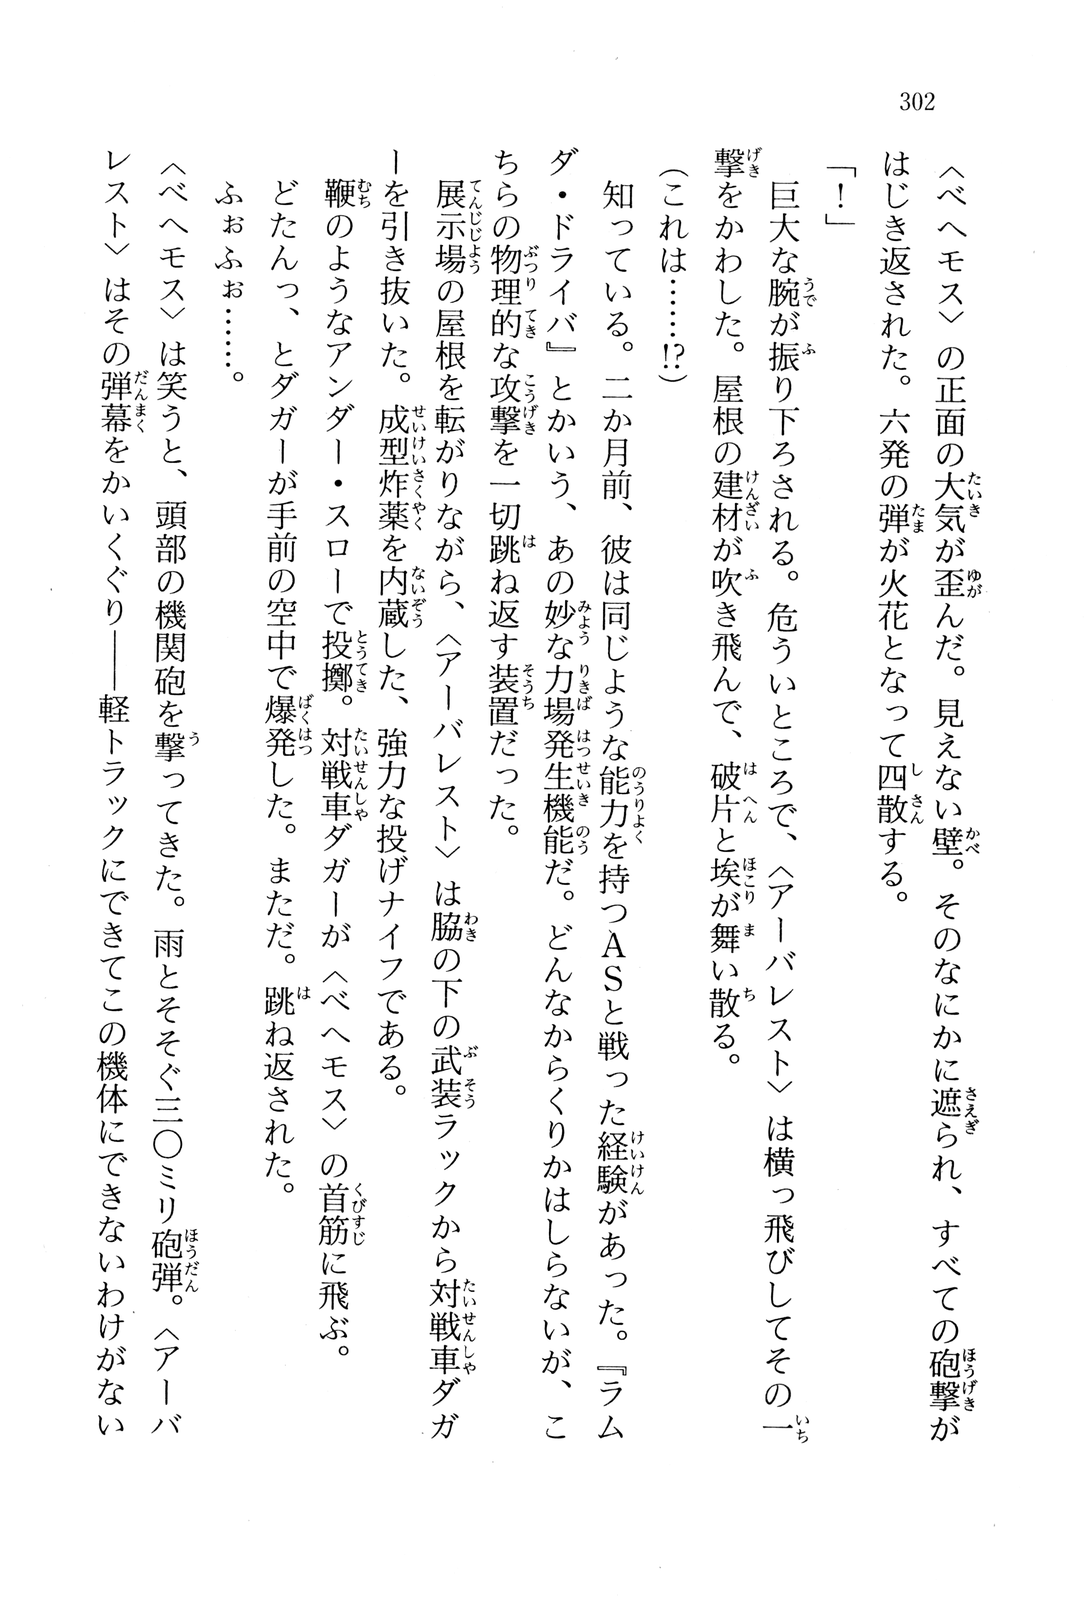 302
〈ベヘモス〉の正面の大気が歪んだ。見えない壁。そのなにかに遮られ、すべての砲撃が
はじき返された。六発の弾が火花となって四散する。
「！」
巨大な腕が振り下ろされる。危ういところで、〈アーバレスト〉は横っ飛びしてその一
撃をかわした。屋根の建材が吹き飛んで、破片と埃が舞い散る。
（これは……!?）
知っている。二か月前、彼は同じような能力を持つＡＳと戦った経験があった。『ラム
ダ・ドライバ』とかいう、あの妙な力場発生機能だ。どんなからくりかはしらないが、こ
ちらの物理的な攻撃を一切跳ね返す装置だった。
展示場の屋根を転がりながら、〈アーバレスト〉は脇の下の武装ラックから対戦車ダガ
ーを引き抜いた。成型炸薬を内蔵した、強力な投げナイフである。
鞭のようなアンダー・スローで投擲。対戦車ダガーが〈ベヘモス〉の首筋に飛ぶ。
どたんっ、とダガーが手前の空中で爆発した。まただ。跳ね返された。
ふぉふぉ……。
〈ベヘモス〉は笑うと、頭部の機関砲を撃ってきた。雨とそそぐ三〇ミリ砲弾。〈アーバ
レスト〉はその弾幕をかいくぐり――軽トラックにできてこの機体にできないわけがない